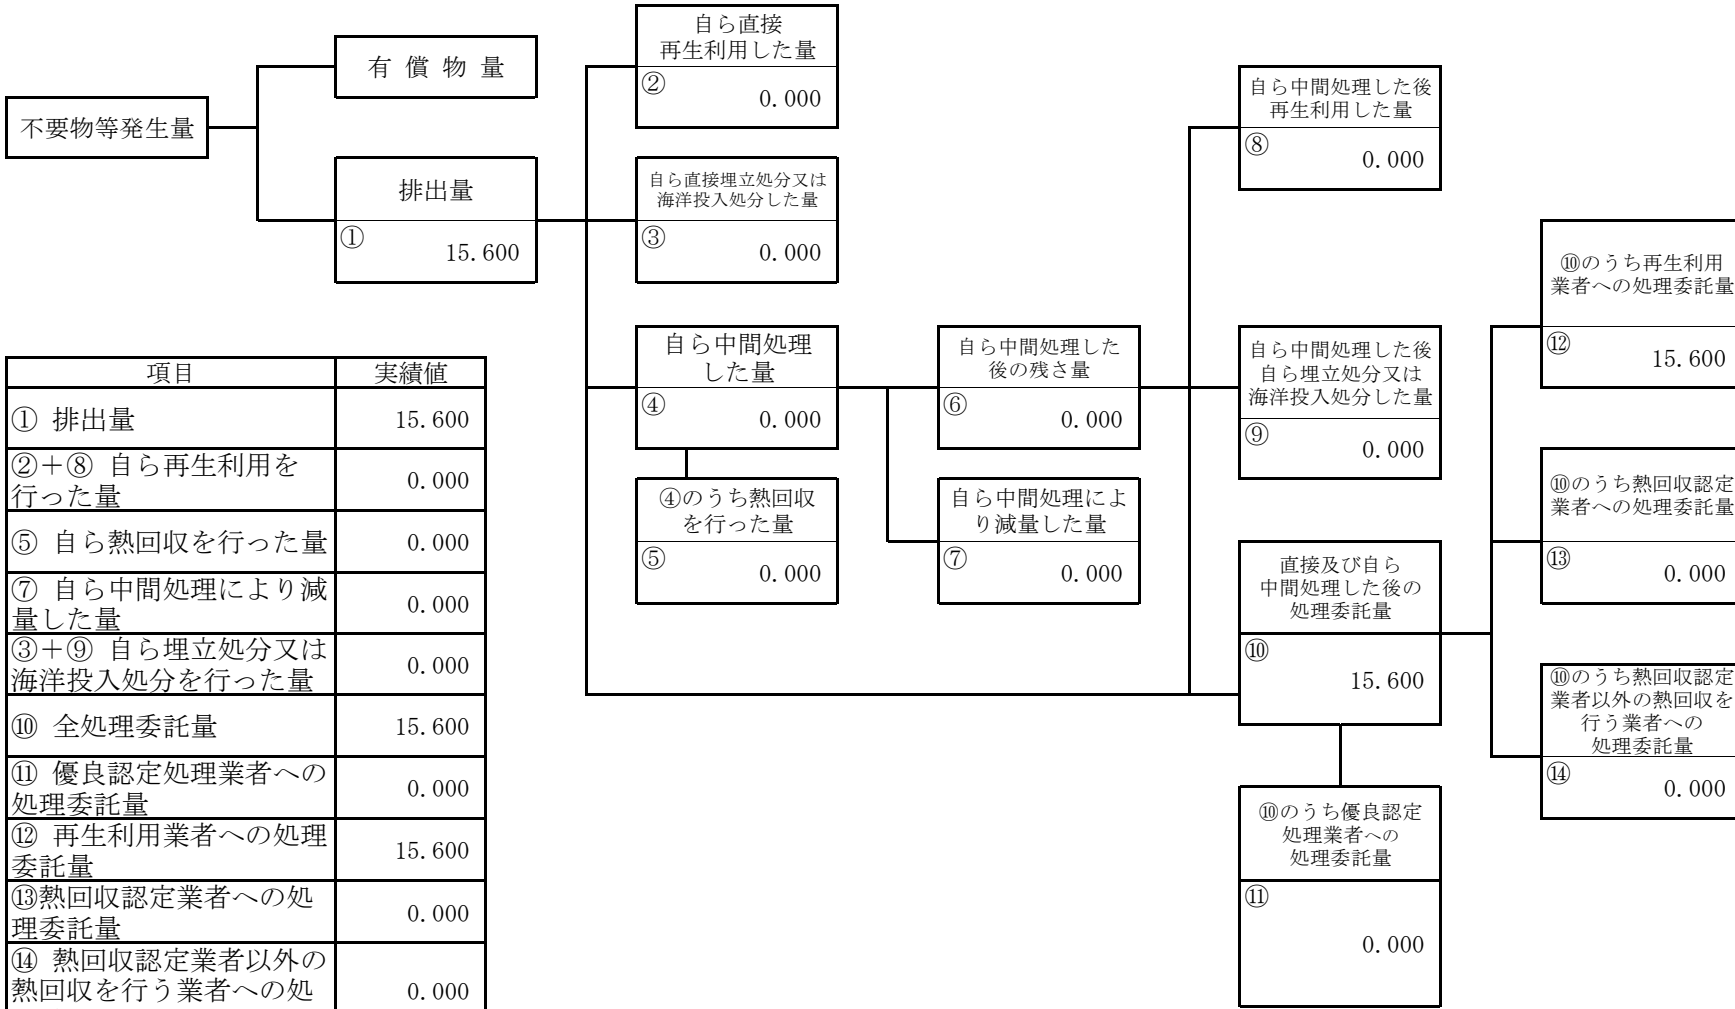 不要物等発生量
有 償 物 量
排出量
①
15.600
自ら直接
再生利用した量
②
0.000
自ら直接埋立処分又は
海洋投入処分した量
③
0.000
自ら中間処理
した量
④
0.000
④のうち熱回収
を行った量
⑤
0.000
自ら中間処理した
後の残さ量
⑥
0.000
自ら中間処理によ
り減量した量
⑦
0.000
自ら中間処理した後
再生利用した量
⑧
0.000
自ら中間処理した後
自ら埋立処分又は
海洋投入処分した量
⑨
0.000
直接及び自ら
中間処理した後の
処理委託量
⑩
15.600
⑩のうち優良認定
処理業者への
処理委託量
⑪
0.000
⑩のうち再生利用
業者への処理委託量
⑫
15.600
⑩のうち熱回収認定
業者への処理委託量
⑬
0.000
⑩のうち熱回収認定
業者以外の熱回収を
行う業者への
処理委託量
⑭
0.000
項目 実績値
① 排出量 15.600
②＋⑧ 自ら再生利用を
行った量 0.000
⑤ 自ら熱回収を行った量 0.000
⑦ 自ら中間処理により減
量した量 0.000
③＋⑨ 自ら埋立処分又は
海洋投入処分を行った量 0.000
⑩ 全処理委託量 15.600
⑪ 優良認定処理業者への
処理委託量 0.000
⑫ 再生利用業者への処理
委託量 15.600
⑬熱回収認定業者への処
理委託量 0.000
⑭ 熱回収認定業者以外の
熱回収を行う業者への処 0.000